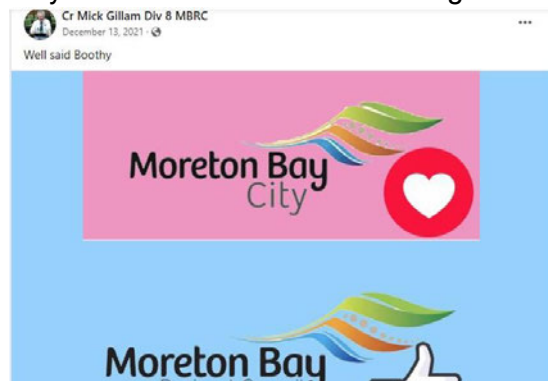 Cr Mick Gillam Div 8 MBRC
December 13, 2021 ·
Well said Boothy
Moreton Bay
City
Moreton Bay